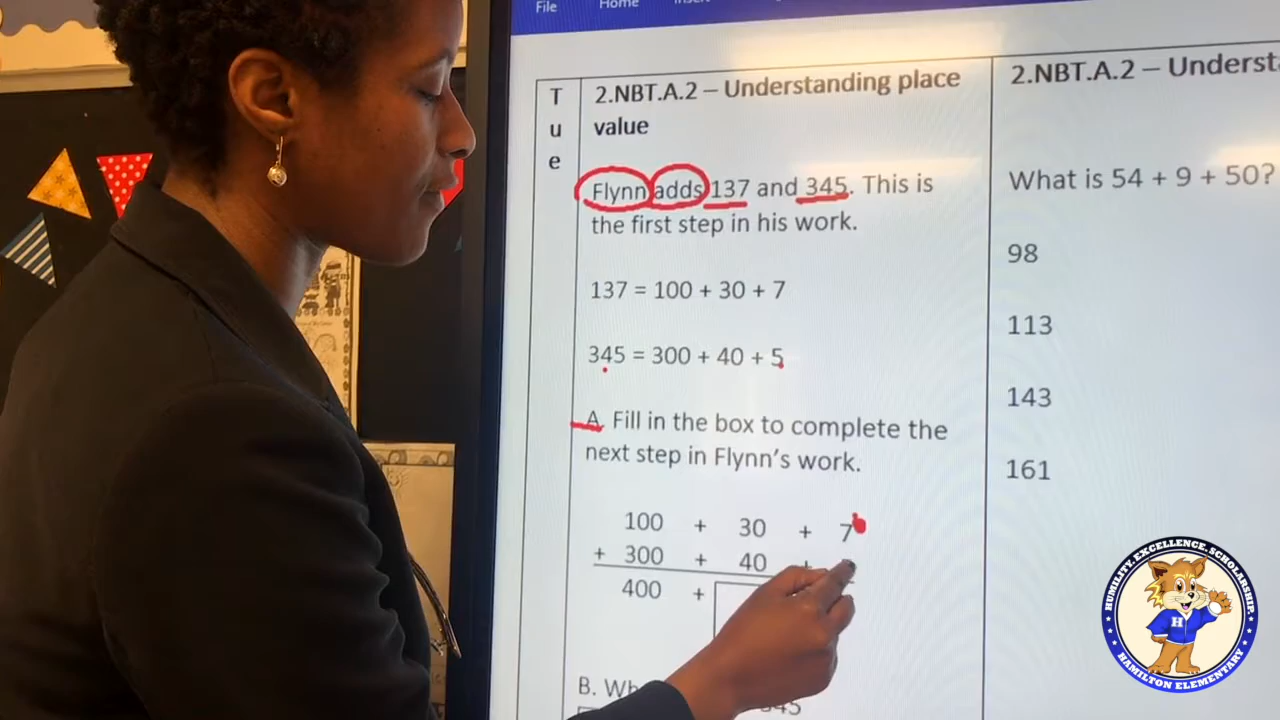 File Home Insert
T
u
e
2.NBT.A.2 – Understanding place
value
Flynn adds 137 and 345. This is
the first step in his work.
137 = 100 + 30 + 7
345 = 300 + 40 + 5
A. Fill in the box to complete the
next step in Flynn's work.
100 + 30 + 7
+ 300 + 40 +
400 +
B.
345
2.NBT.A.2 –
What is 54 + 9 + 50?
98
113
143
161
HUMILITY. EXCELLENCE. SCHOLARSHIP.
H
HAMILTON ELEMENTARY